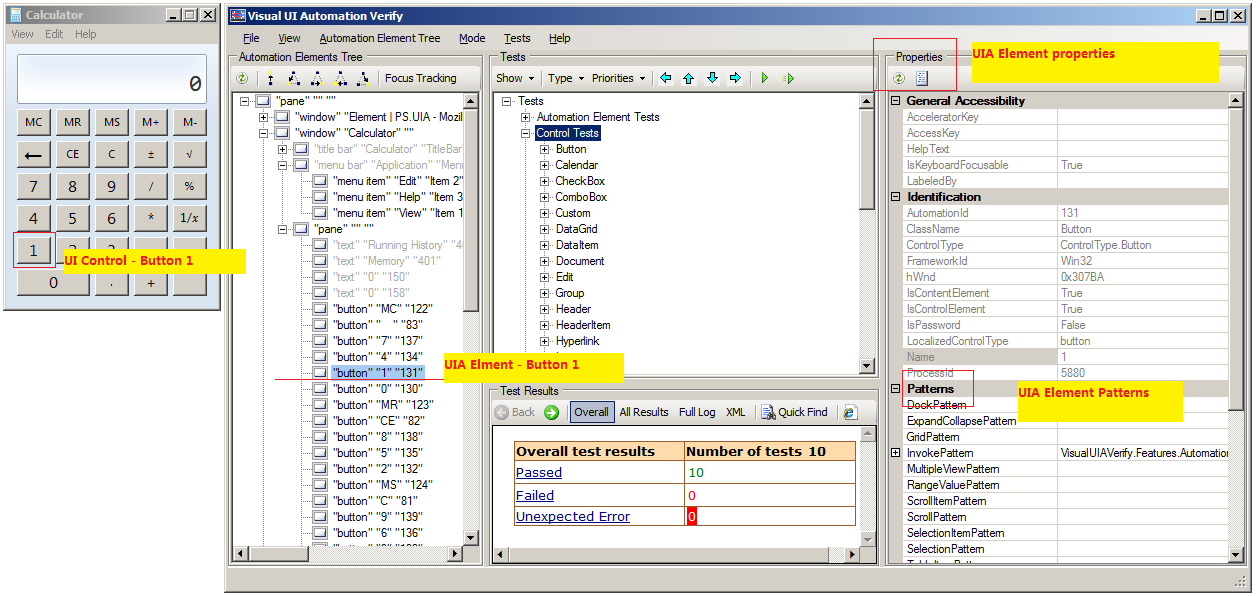 Calculator
View Edit Help
0
MC MR MS M+ M-
CE C ± √
7 8 9 / %
4 5 6 * 1/x
1
0 . +
UI Control - Button 1
Visual UI Automation Verify
File View Automation Element Tree Mode Tests Help
Automation Elements Tree
Focus Tracking
"pane" "" ""
"window" "Element | PS.UIA - Mozil
"window" "Calculator" ""
"title bar" "Calculator" "TitleBar
"menu bar" "Application" "Menu
"menu item" "Edit" "Item 2"
"menu item" "Help" "Item 3
"menu item" "View" "Item 1
"pane" "" ""
"text" "Running History" "40
"text" "Memory" "401"
"text" "0" "150"
"text" "0" "158"
"button" "MC" "122"
"button" " " "83"
"button" "7" "137"
"button" "4" "134"
"button" "1" "131"
"button" "0" "130"
"button" "MR" "123"
"button" "CE" "82"
"button" "8" "138"
"button" "5" "135"
"button" "2" "132"
"button" "MS" "124"
"button" "C" "81"
"button" "9" "139"
"button" "6" "136"
UIA Elment - Button 1
Tests
Show Type Priorities
Tests
Automation Element Tests
Control Tests
Button
Calendar
CheckBox
ComboBox
Custom
DataGrid
DataItem
Document
Edit
Group
Header
HeaderItem
Hyperlink
Test Results
Back Overall All Results Full Log XML Quick Find
Overall test results Number of tests 10
Passed 10
Failed 0
Unexpected Error 0
Properties
UIA Element properties
General Accessibility
AcceleratorKey
AccessKey
HelpText
IsKeyboardFocusable True
LabeledBy
Identification
AutomationId 131
ClassName Button
ControlType ControlType.Button
FrameworkId Win32
hWnd 0x307BA
IsContentElement True
IsControlElement True
IsPassword False
LocalizedControlType button
Name 1
ProcessId 5880
Patterns
UIA Element Patterns
DockPattern
ExpandCollapsePattern
GridPattern
InvokePattern VisualUIAVerify.Features.Automation
MultipleViewPattern
RangeValuePattern
ScrollItemPattern
ScrollPattern
SelectionItemPattern
SelectionPattern